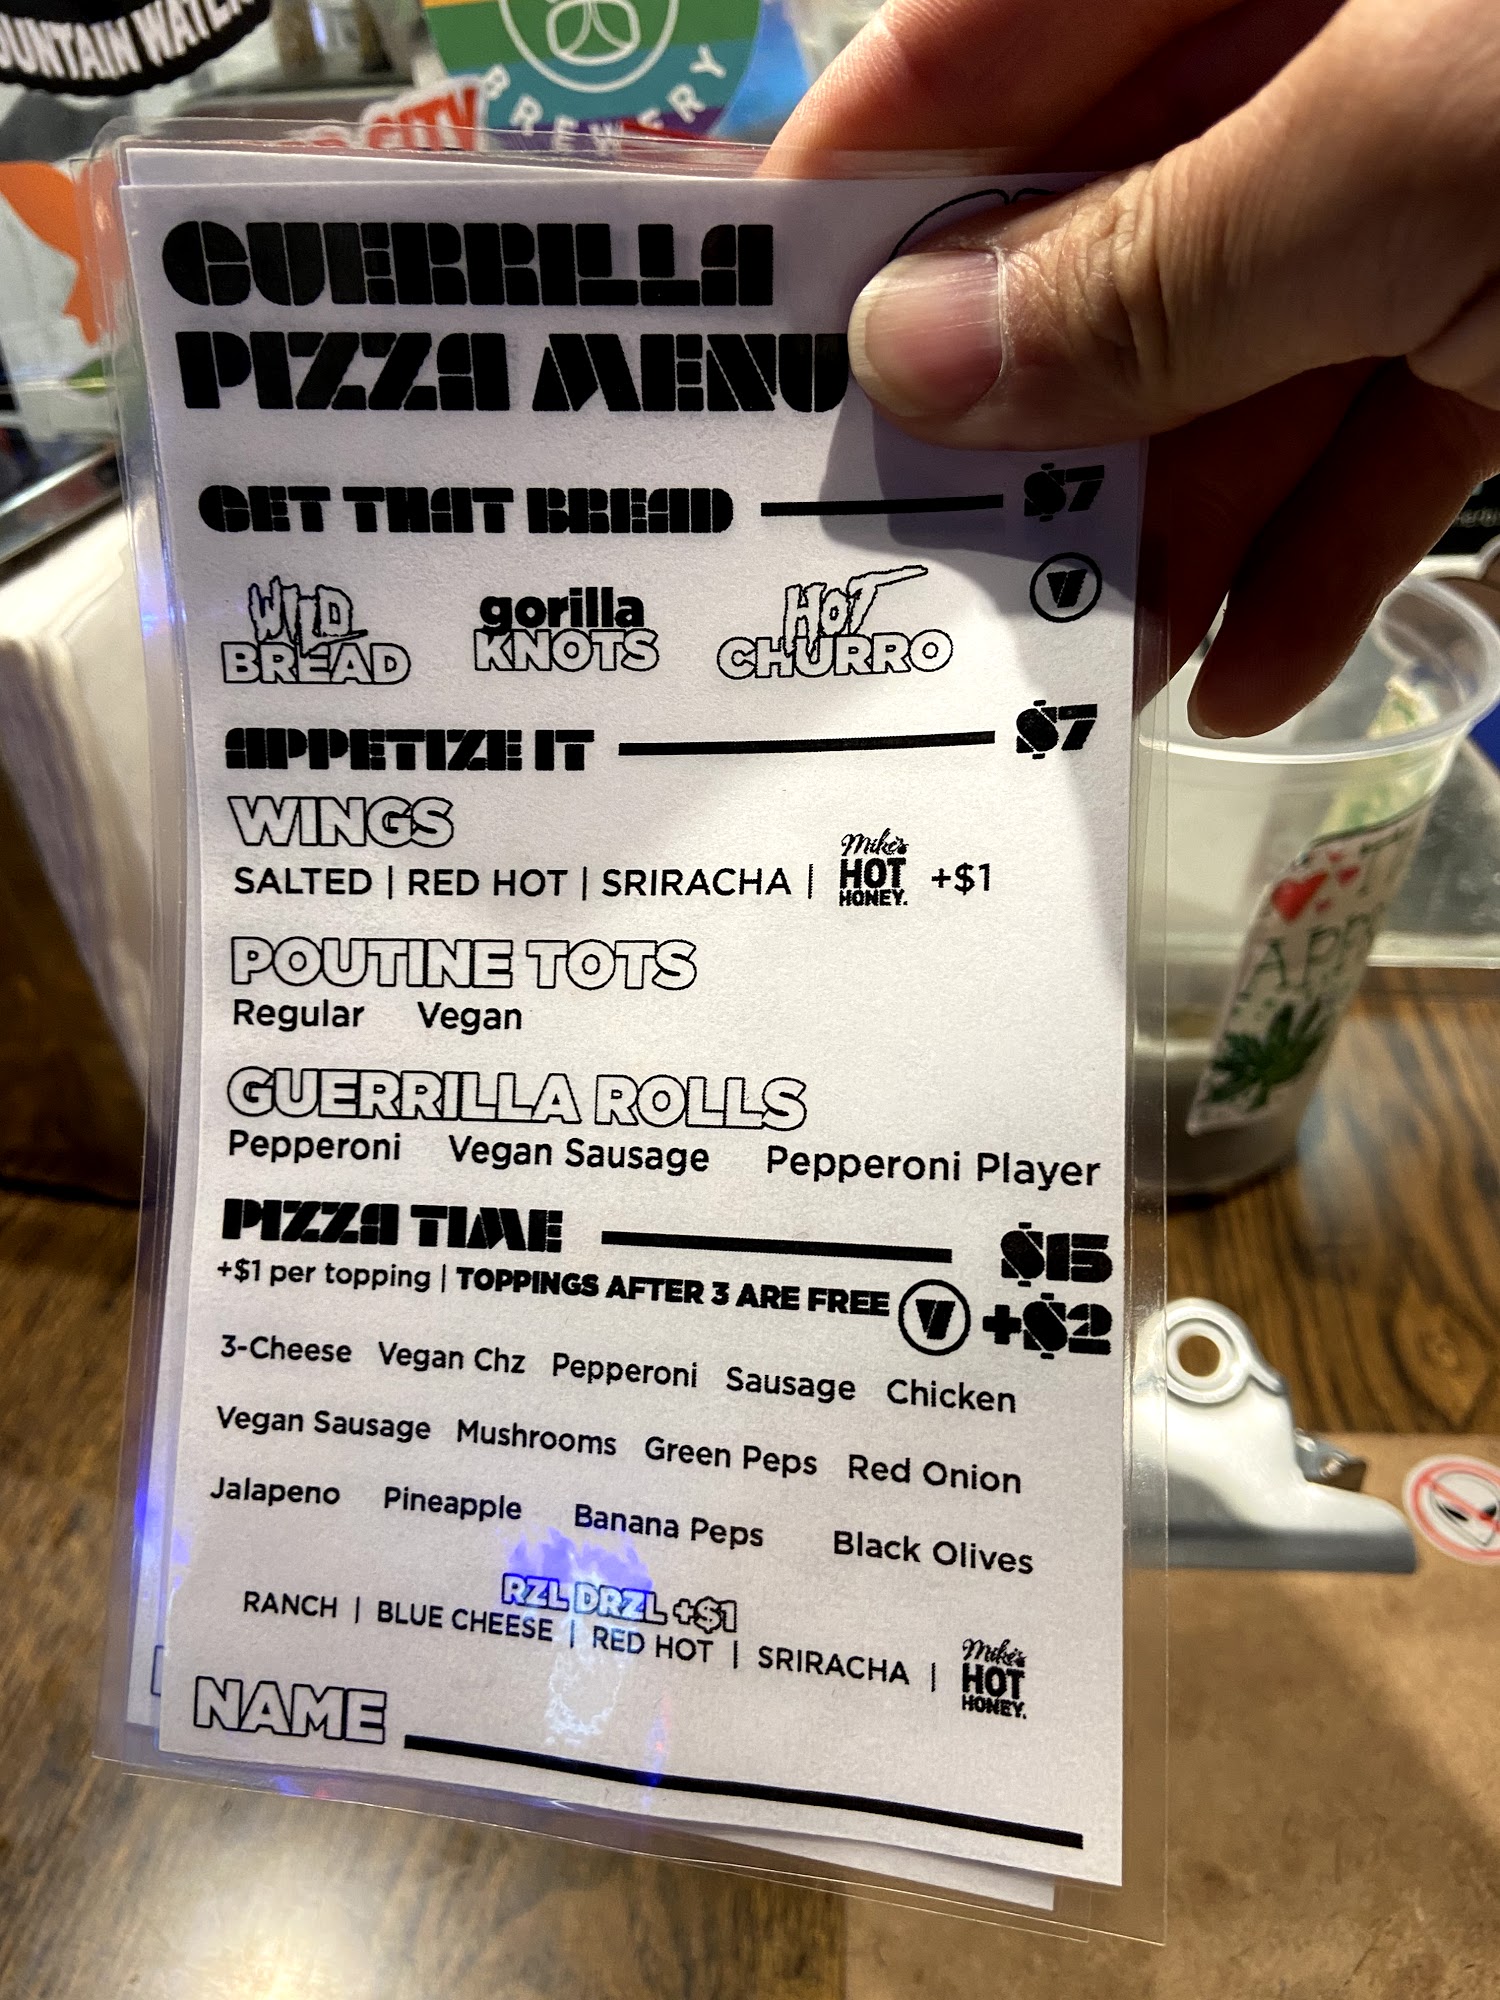 OUNTAIN WATER
BREWERY
CITY
GUERRILLA
PIZZA MENU
GET THAT BREAD $7
WILD BREAD gorilla KNOTS HOT CHURRO V
APPETIZE IT $7
WINGS
SALTED | RED HOT | SRIRACHA | Mike's HOT HONEY. +$1
POUTINE TOTS
Regular Vegan
GUERRILLA ROLLS
Pepperoni Vegan Sausage Pepperoni Player
PIZZA TIME $15
+$1 per topping | TOPPINGS AFTER 3 ARE FREE V +$2
3-Cheese Vegan Chz Pepperoni Sausage Chicken
Vegan Sausage Mushrooms Green Peps Red Onion
Jalapeno Pineapple Banana Peps Black Olives
RZL DRZL +$1
RANCH | BLUE CHEESE | RED HOT | SRIRACHA | Mike's HOT HONEY.
NAME